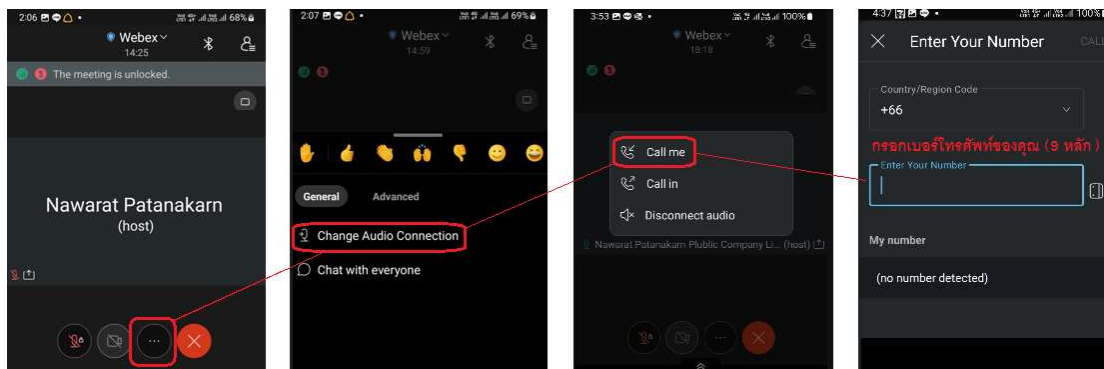 2:06
68%
Webex
14:25
The meeting is unlocked.
Nawarat Patanakarn
(host)
2:07
69%
Webex
14:59
General
Advanced
Change Audio Connection
Chat with everyone
3:53
100%
Webex
18:18
Call me
Call in
Disconnect audio
Nawarat Patanakarn Plublic Company Li... (host)
4:37
100%
Enter Your Number
CALL
Country/Region Code
+66
กรอกเบอร์โทรศัพท์ของคุณ (9 หลัก)
Enter Your Number
My number
(no number detected)